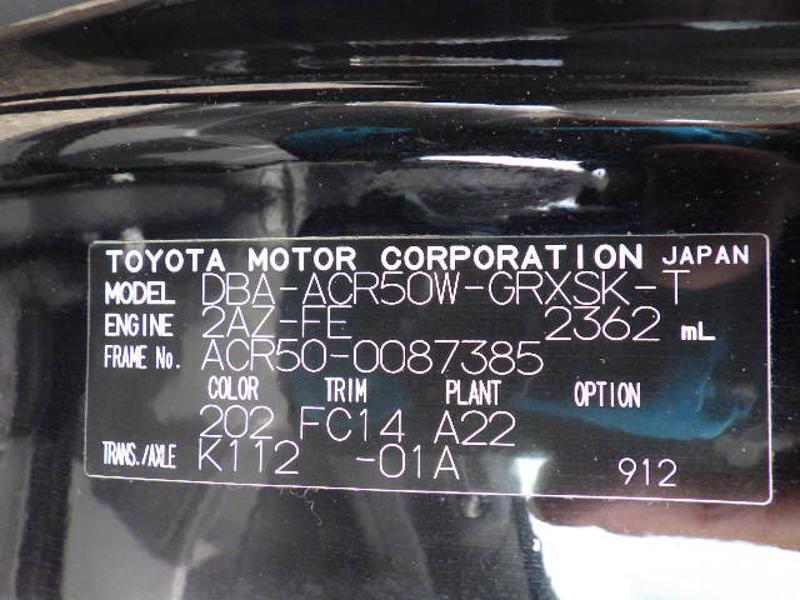 TOYOTA MOTOR CORPORATION JAPAN
MODEL DBA-ACR50W-GRXSK-T
ENGINE 2AZ-FE 2362 mL
FRAME No. ACR50-0087385
COLOR TRIM PLANT OPTION
202 FC14 A22
TRANS./AXLE K112 -01A 912